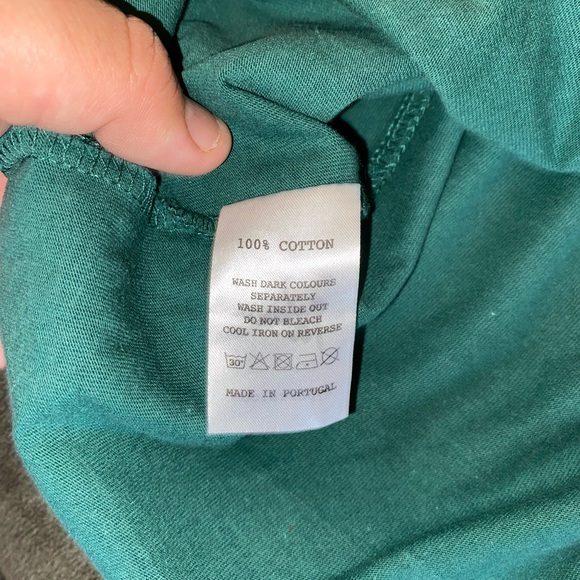 100% COTTON
WASH DARK COLOURS
SEPARATELY
WASH INSIDE OUT
DO NOT BLEACH
COOL IRON ON REVERSE
30°
MADE IN PORTUGAL